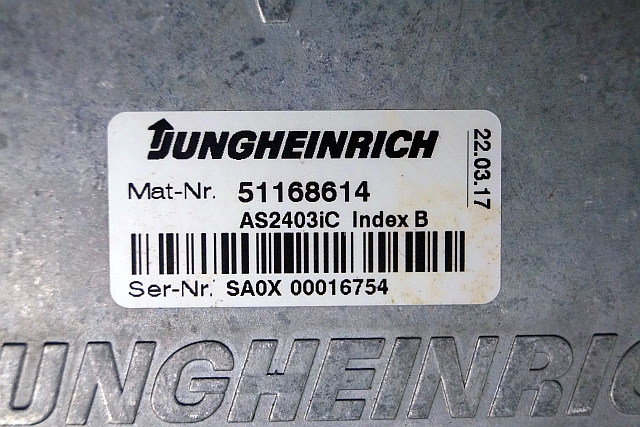 JUNGHEINRICH
22.03.17
Mat-Nr. 51168614
AS2403iC Index B
Ser-Nr. SA0X 00016754
JUNGHEINRIC